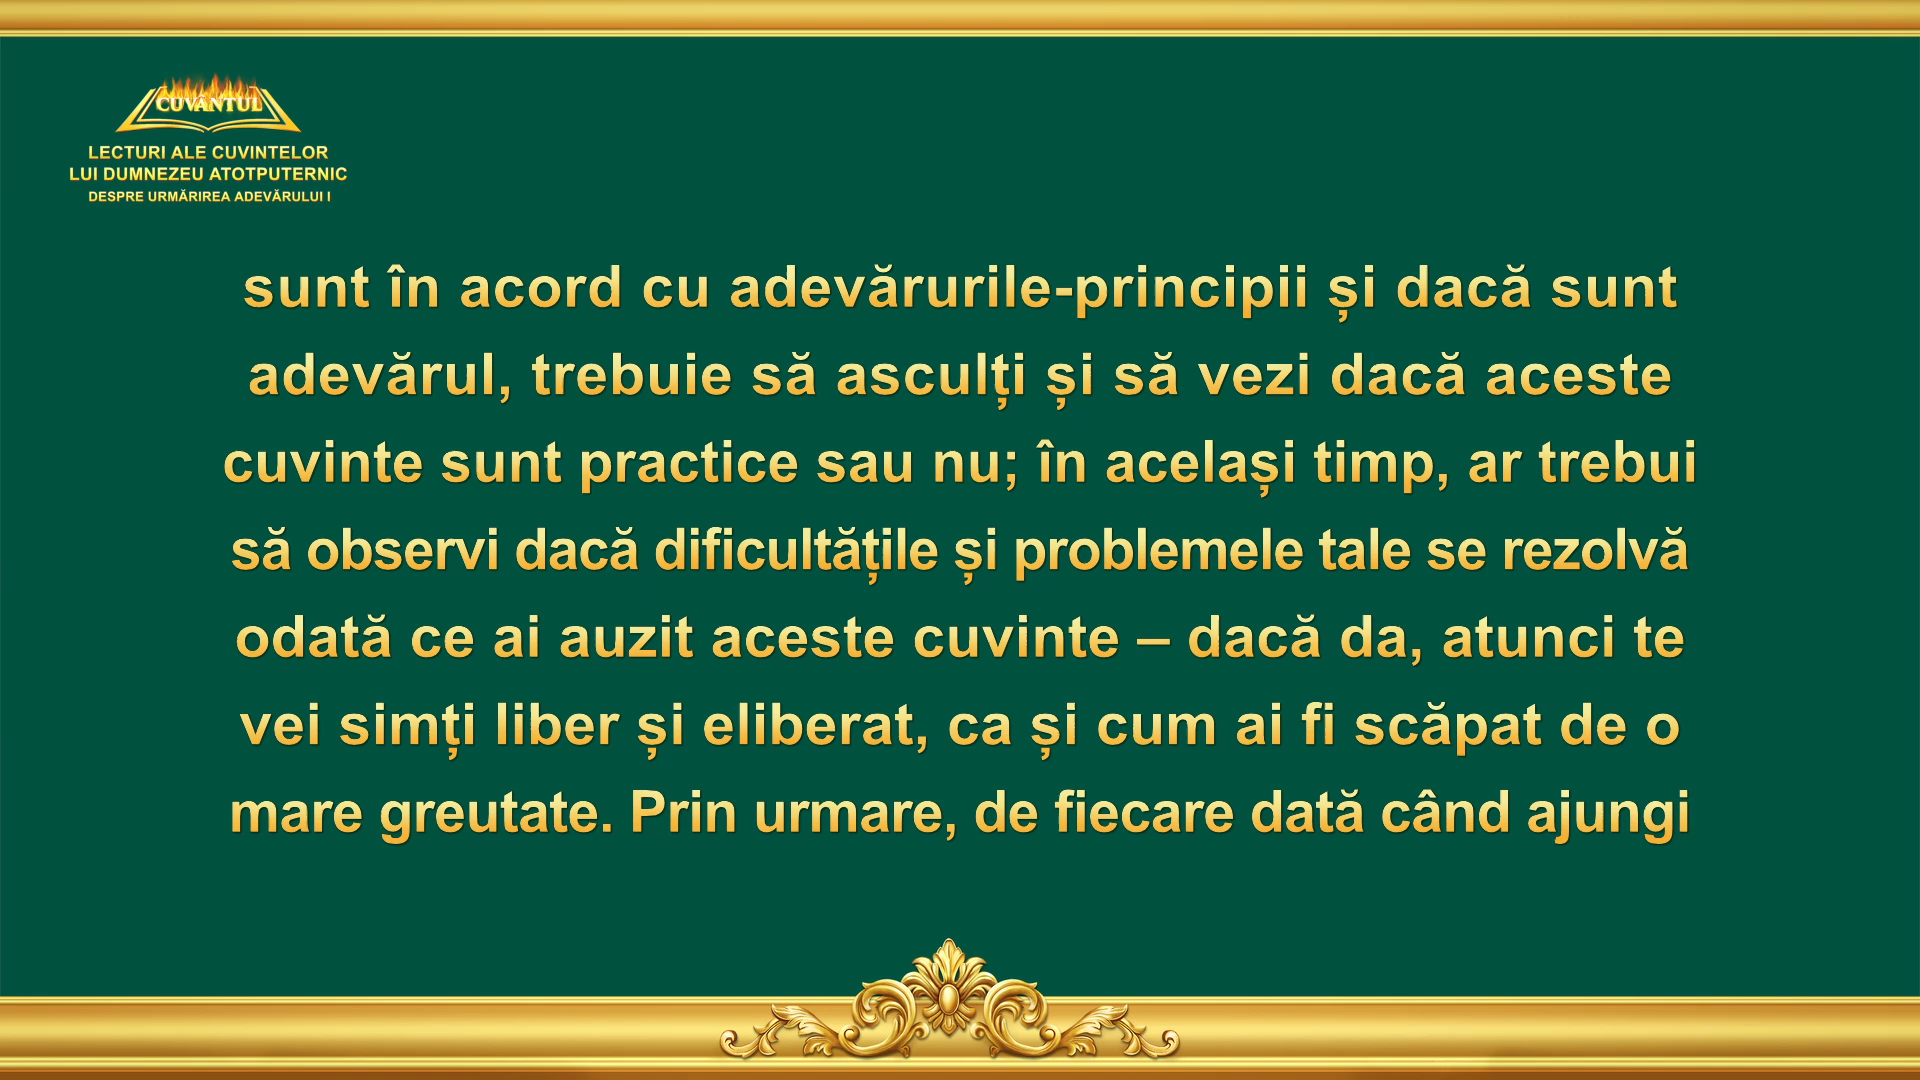 CUVÂNTUL
LECTURI ALE CUVINTELOR
LUI DUMNEZEU ATOTPUTERNIC
DESPRE URMĂRIREA ADEVĂRULUI I
sunt în acord cu adevărurile-principii și dacă sunt
adevărul, trebuie să asculți și să vezi dacă aceste
cuvinte sunt practice sau nu; în același timp, ar trebui
să observi dacă dificultățile și problemele tale se rezolvă
odată ce ai auzit aceste cuvinte – dacă da, atunci te
vei simți liber și eliberat, ca și cum ai fi scăpat de o
mare greutate. Prin urmare, de fiecare dată când ajungi